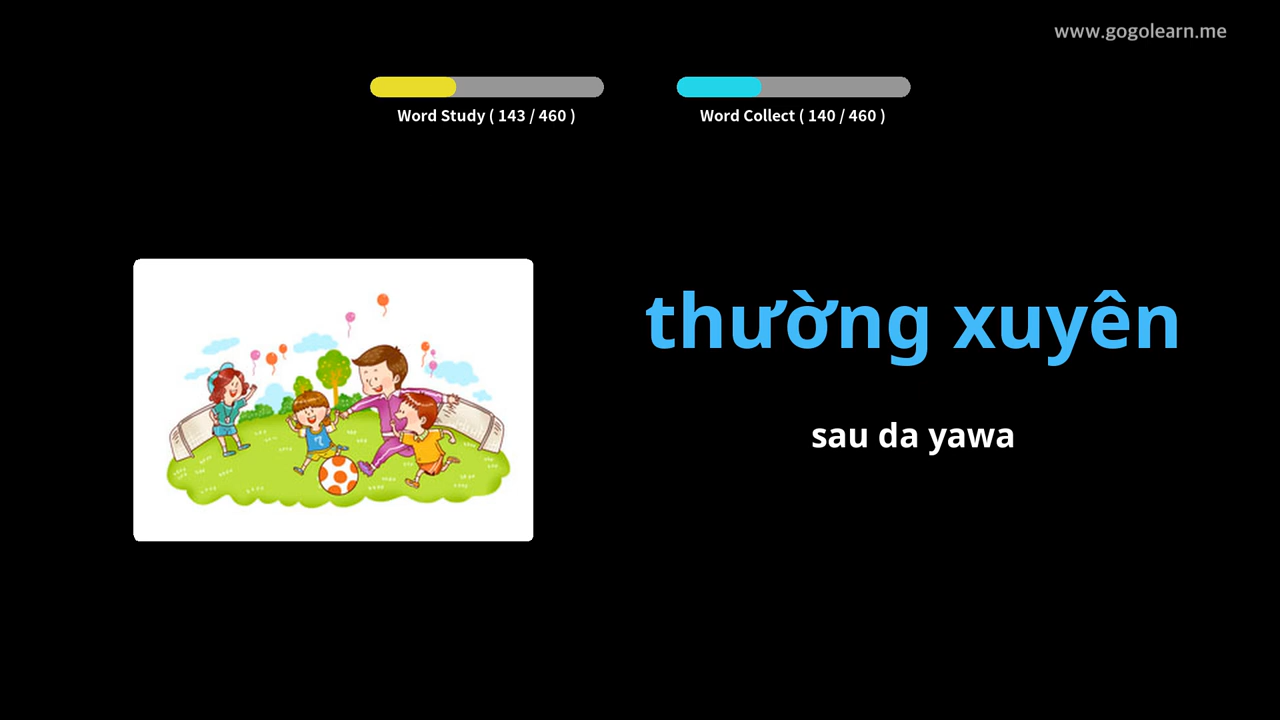 www.gogolearn.me
Word Study ( 143 / 460 )
Word Collect ( 140 / 460 )
thường xuyên
sau da yawa